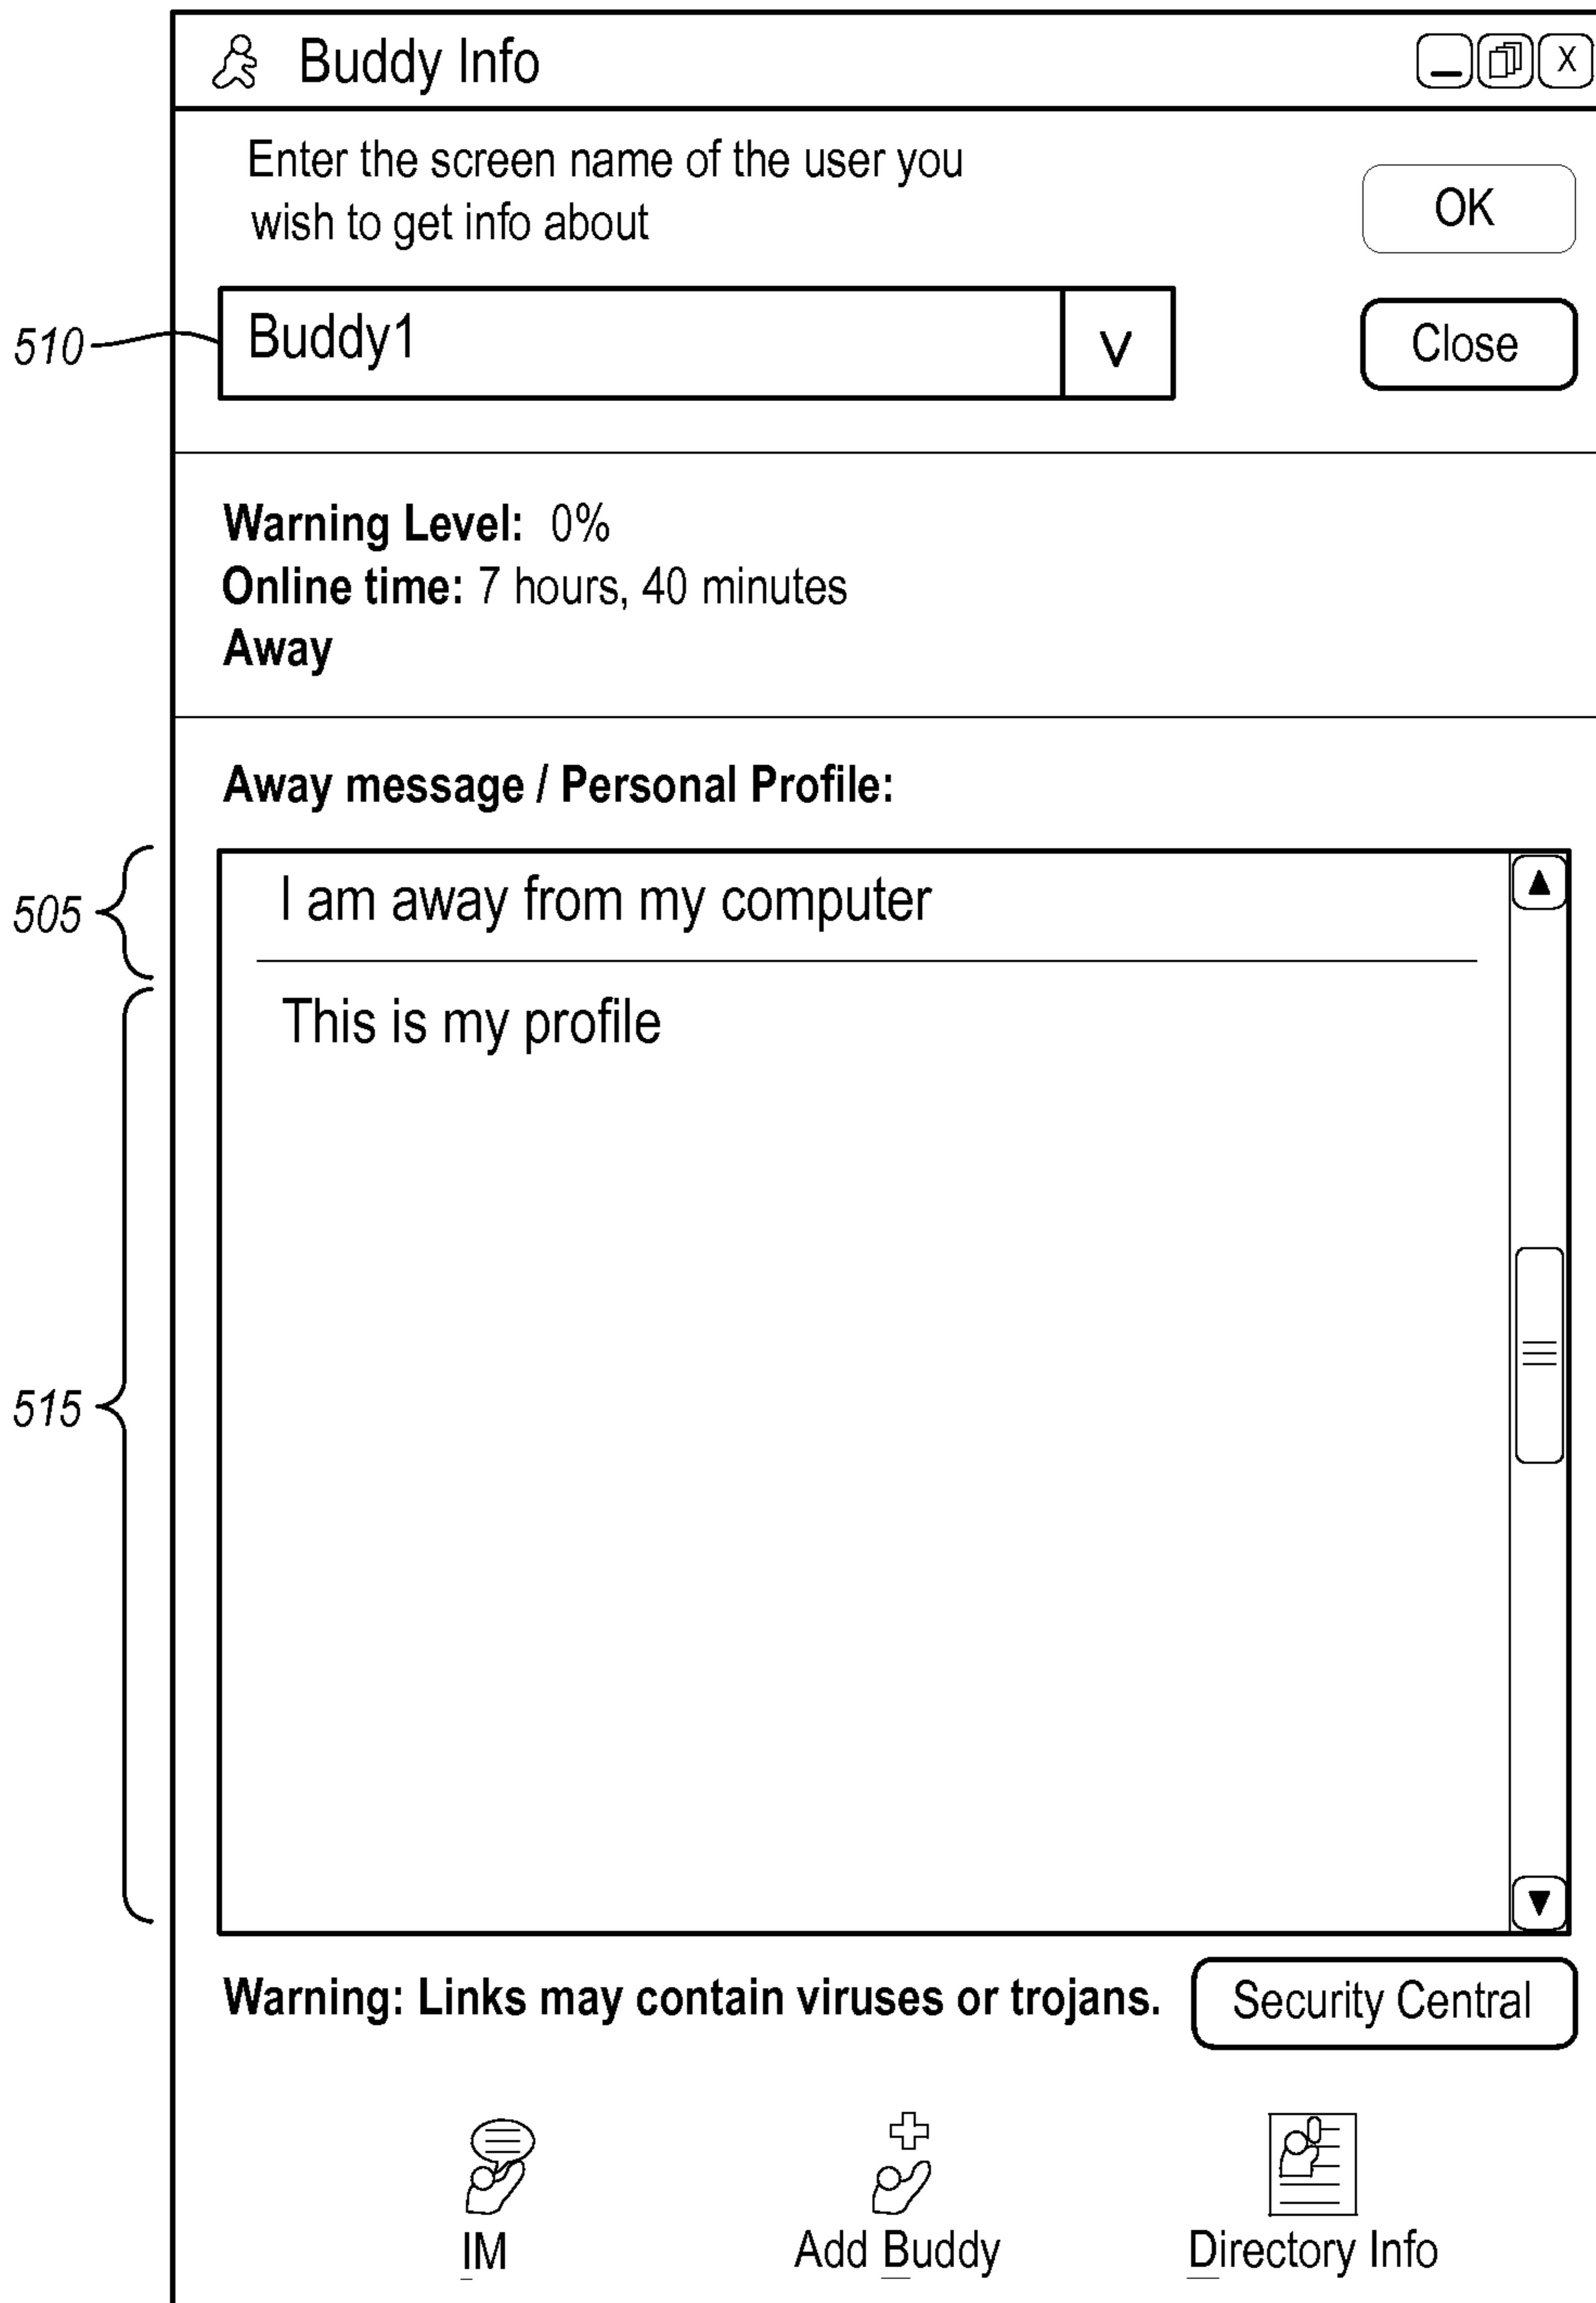 Buddy Info
X
Enter the screen name of the user you
wish to get info about
OK
510
Buddy1
V
Close
Warning Level: 0%
Online time: 7 hours, 40 minutes
Away
Away message / Personal Profile:
505
I am away from my computer
This is my profile
515
Warning: Links may contain viruses or trojans.
Security Central
IM
Add Buddy
Directory Info